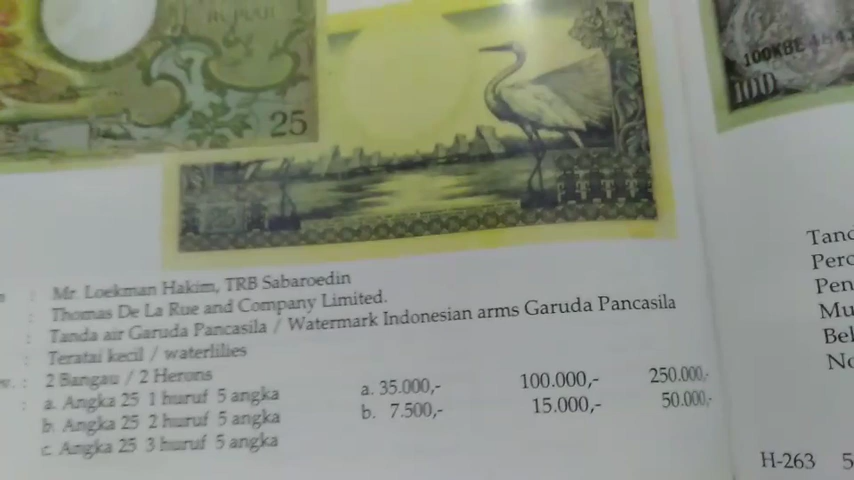 RUPIAH
25
100KBE
100
: Mr. Loekman Hakim, TRB Sabaroedin
: Thomas De La Rue and Company Limited.
: Tanda air Garuda Pancasila / Watermark Indonesian arms Garuda Pancasila
: Teratai kecil / waterlilies
: 2 Bangau / 2 Herons
: a. Angka 25 1 huruf 5 angka a. 35.000,- 100.000,- 250.000,-
b. Angka 25 2 huruf 5 angka b. 7.500,- 15.000,- 50.000,-
c. Angka 25 3 huruf 5 angka
Tand
Perc
Pen
Mu
Bel
No
H-263 5